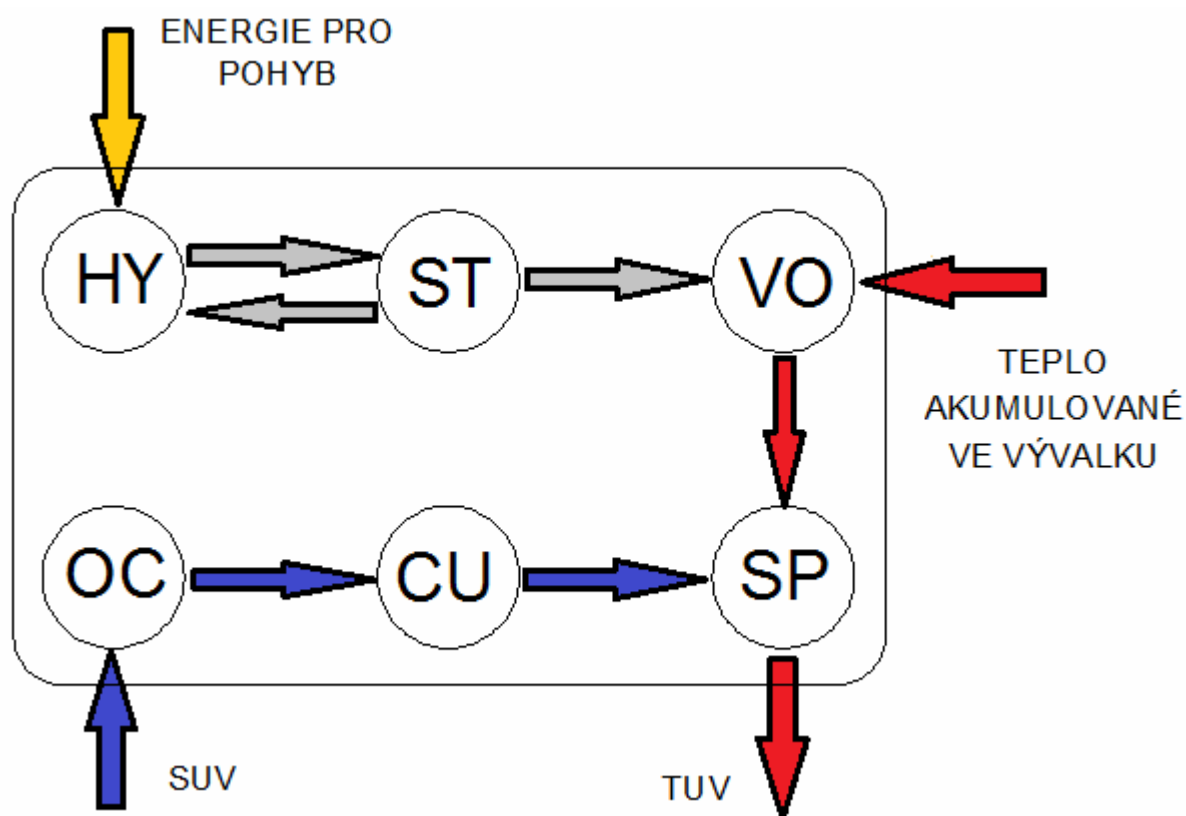 ENERGIE PRO
POHYB
HY
ST
VO
TEPLO
AKUMULOVANÉ
VE VÝVALKU
OC
CU
SP
SUV
TUV